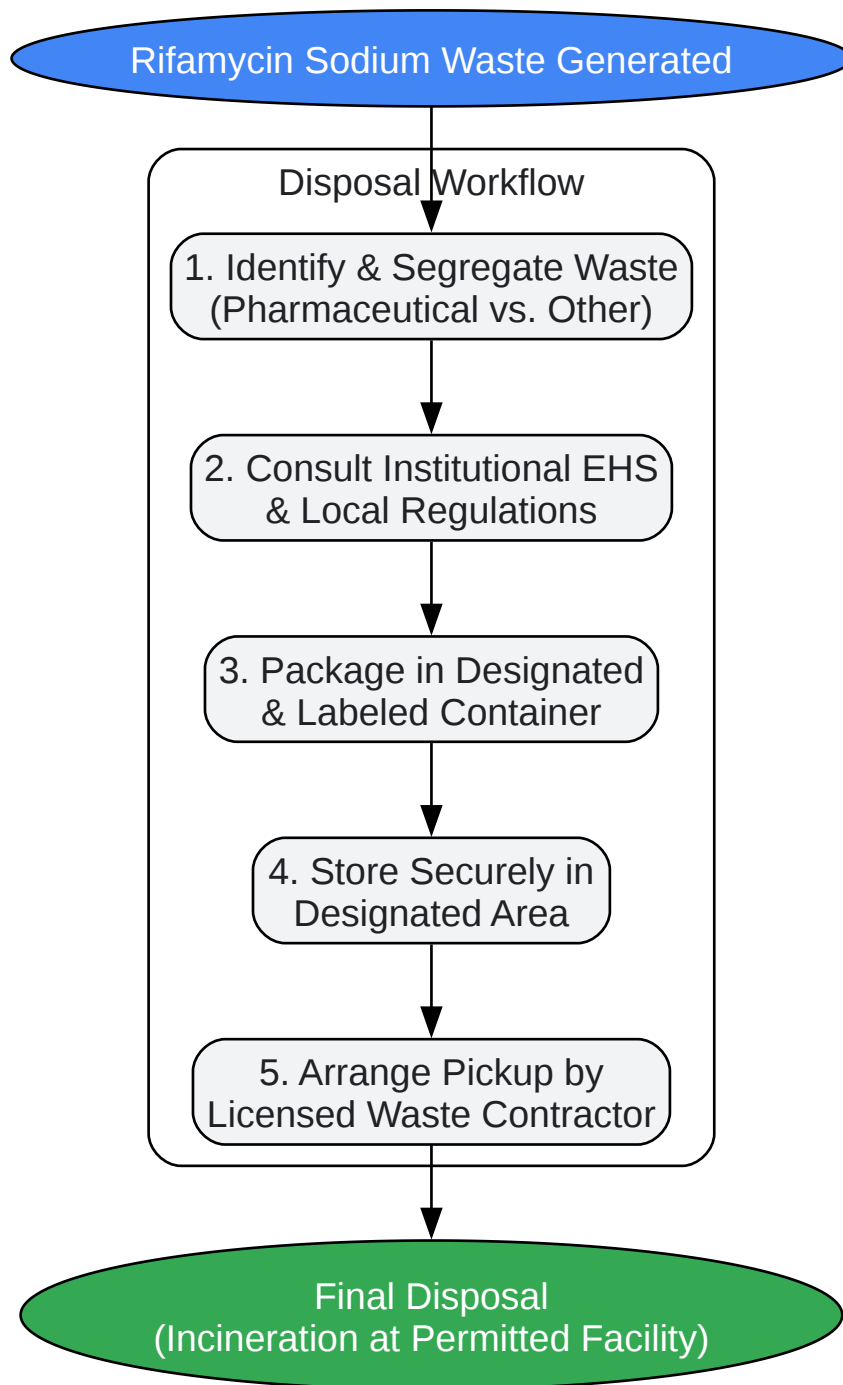 Rifamycin Sodium Waste Generated
Disposal Workflow
1. Identify & Segregate Waste
(Pharmaceutical vs. Other)
2. Consult Institutional EHS
& Local Regulations
3. Package in Designated
& Labeled Container
4. Store Securely in
Designated Area
5. Arrange Pickup by
Licensed Waste Contractor
Final Disposal
(Incineration at Permitted Facility)